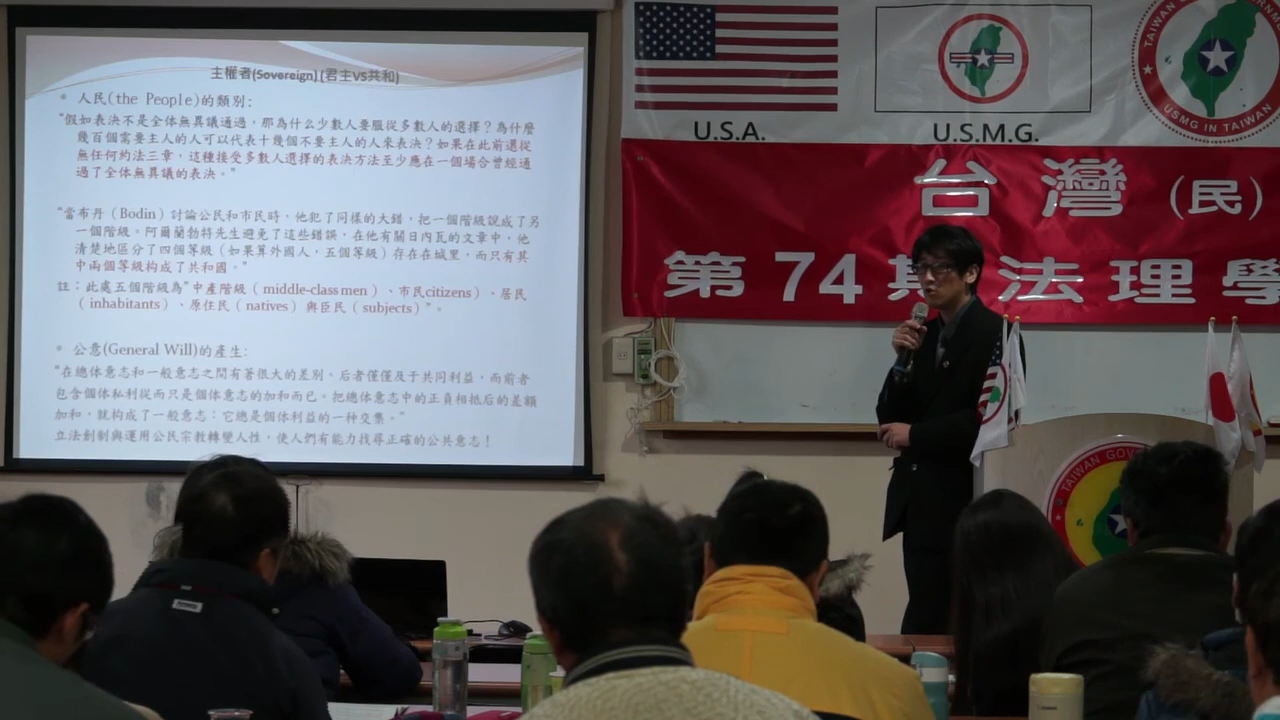 主權者(Sovereign) (君主VS共和)
* 人民(the People)的類別:
"假如表決不是全体無異議通過，那為什么少數人要服從多數人的選擇？為什麼
幾百個需要主人的人可以代表十幾個不要主人的人來表決？如果在此前選從
無任何約法三章，這種接受多數人選擇的表決方法至少應在一個場合曾經通
過了全体無異議的表決。"
"當布丹（Bodin）討論公民和市民時，他犯了同樣的大錯，把一個階級說成了另
一個階級。阿爾蘭勃特先生避免了這些錯誤，在他有關日內瓦的文章中，他
清楚地區分了四個等級（如果算外國人，五個等級）存在在城里，而只有其
中兩個等級构成了共和國。"
註：此處五個階級為"中產階級（middle-class men）、市民citizens）、居民
（inhabitants）、原住民（natives）與臣民（subjects）"。
* 公意(General Will)的產生:
"在總体意志和一般意志之間有著很大的差別。后者僅僅及于共同利益，而前者
包含個体私利從而只是個体意志的加和而已。把總体意志中的正負相抵后的差額
加和，就构成了一般意志：它總是個体利益的一种交集。"
立法創制與運用公民宗教轉變人性，使人們有能力找尋正確的公共意志！
U.S.A.
U.S.M.G.
TAIWAN GOVERNM
USMG IN TAIWAN
台灣(民)
第74期法理學
TAIWAN GOV